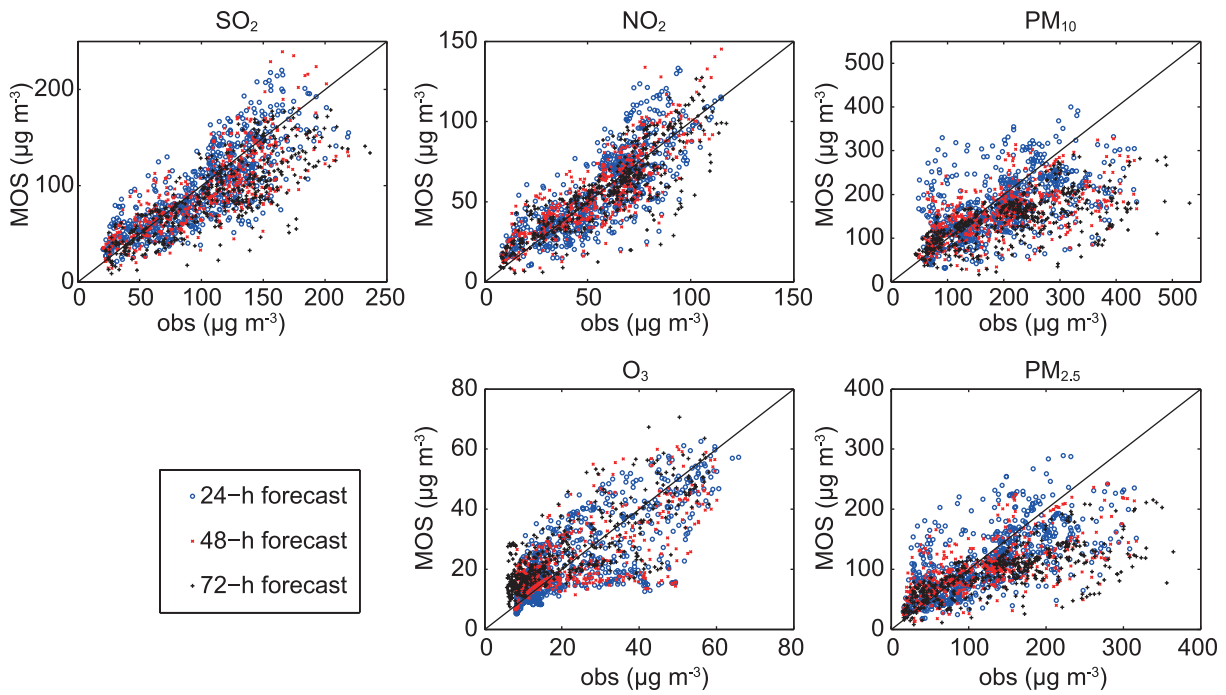 SO₂
MOS (µg m⁻³)
200
100
0
0 50 100 150 200 250
obs (µg m⁻³)
NO₂
MOS (µg m⁻³)
150
100
50
0
0 50 100 150
obs (µg m⁻³)
PM₁₀
MOS (µg m⁻³)
500
400
300
200
100
0
0 100 200 300 400 500
obs (µg m⁻³)
24−h forecast
48−h forecast
72−h forecast
O₃
MOS (µg m⁻³)
80
60
40
20
0
0 20 40 60 80
obs (µg m⁻³)
PM₂.₅
MOS (µg m⁻³)
400
300
200
100
0
0 100 200 300 400
obs (µg m⁻³)